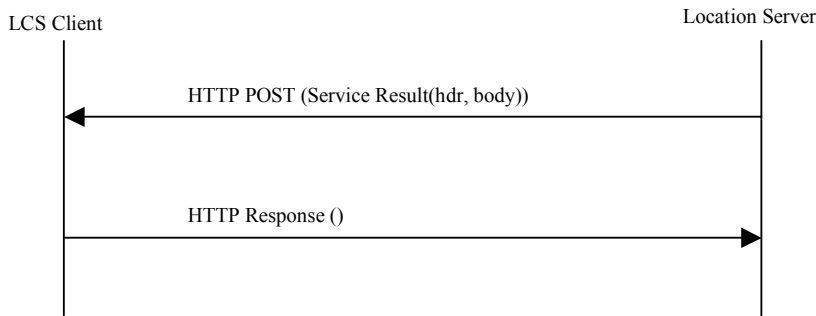 LCS Client
Location Server
HTTP POST (Service Result(hdr, body))
HTTP Response ()